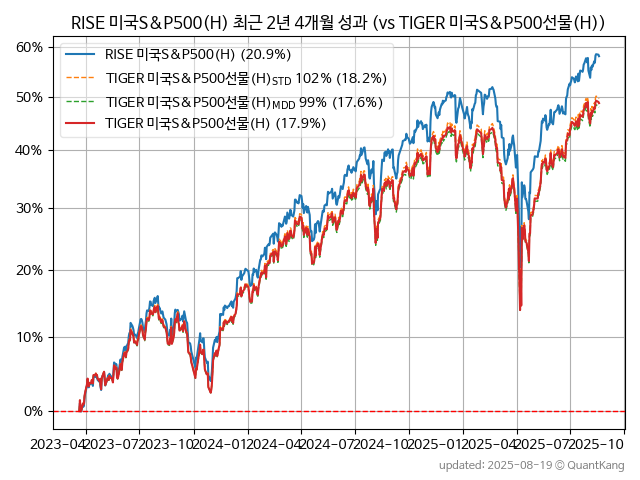 RISE 미국S&P500(H) 최근 2년 4개월 성과 (vs TIGER 미국S&P500선물(H))
60%
50%
40%
30%
20%
10%
0%
RISE 미국S&P500(H) (20.9%)
TIGER 미국S&P500선물(H)STD 102% (18.2%)
TIGER 미국S&P500선물(H)MDD 99% (17.6%)
TIGER 미국S&P500선물(H) (17.9%)
2023-04 2023-07 2023-10 2024-01 2024-04 2024-07 2024-10 2025-01 2025-04 2025-07 2025-10
updated: 2025-08-19 © QuantKang